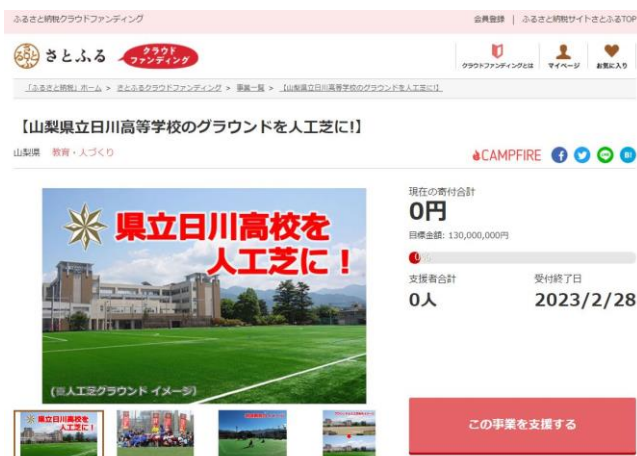 ふるさと納税クラウドファンディング
会員登録 | ふるさと納税サイトさとふるTOP
さとふる クラウドファンディング
クラウドファンディングとは マイページ お気に入り
「ふるさと納税」ホーム > さとふるクラウドファンディング > 事業一覧 > 【山梨県立日川高等学校のグラウンドを人工芝に!】
【山梨県立日川高等学校のグラウンドを人工芝に!】
山梨県 教育・人づくり
CAMPFIRE
県立日川高校を
人工芝に!
(※人工芝グラウンド イメージ)
現在の寄付合計
0円
目標金額: 130,000,000円
支援者合計 受付終了日
0人 2023/2/28
この事業を支援する
県立日川高校を
人工芝に!